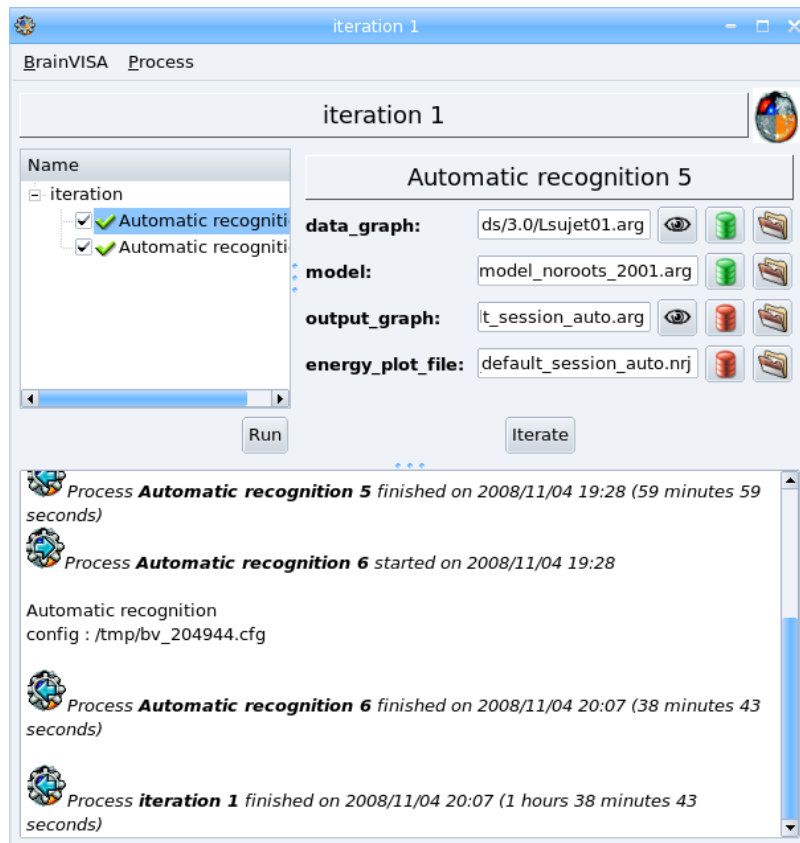 iteration 1
BrainVISA Process
iteration 1
Name
iteration
Automatic recogniti
Automatic recogniti
Automatic recognition 5
data_graph: ds/3.0/Lsujet01.arg
model: model_noroots_2001.arg
output_graph: lt_session_auto.arg
energy_plot_file: _default_session_auto.nrj
Run Iterate
Process Automatic recognition 5 finished on 2008/11/04 19:28 (59 minutes 59
seconds)
Process Automatic recognition 6 started on 2008/11/04 19:28
Automatic recognition
config : /tmp/bv_204944.cfg
Process Automatic recognition 6 finished on 2008/11/04 20:07 (38 minutes 43
seconds)
Process iteration 1 finished on 2008/11/04 20:07 (1 hours 38 minutes 43
seconds)